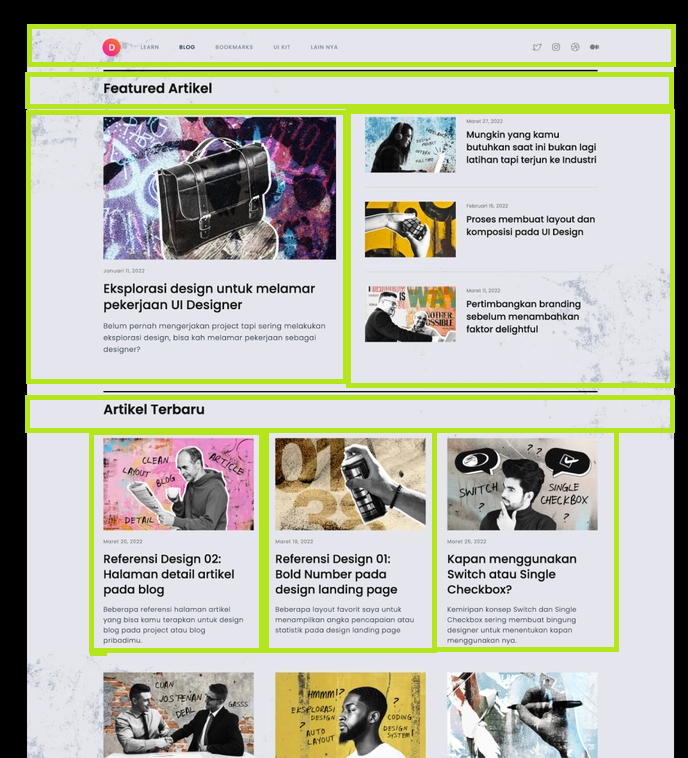 D LEARN BLOG BOOKMARKS UI KIT LAIN NYA
Featured Artikel
Januari 11, 2022
Eksplorasi design untuk melamar
pekerjaan UI Designer
Belum pernah mengerjakan project tapi sering melakukan
eksplorasi design, bisa kah melamar pekerjaan sebagai
designer?
Maret 27, 2022
Mungkin yang kamu
butuhkan saat ini bukan lagi
latihan tapi terjun ke Industri
Februari 15, 2022
Proses membuat layout dan
komposisi pada UI Design
Maret 11, 2022
Pertimbangkan branding
sebelum menambahkan
faktor delightful
Artikel Terbaru
CLEAN
LAYOUT
BLOG
ARTICLE
DETAIL
Maret 20, 2022
Referensi Design 02:
Halaman detail artikel
pada blog
Beberapa referensi halaman artikel
yang bisa kamu terapkan untuk design
blog pada project atau blog
pribadimu.
01
Maret 19, 2022
Referensi Design 01:
Bold Number pada
design landing page
Beberapa layout favorit saya untuk
menampilkan angka pencapaian atau
statistik pada design landing page
? ?
SWITCH
SINGLE
CHECKBOX
? ?
Maret 25, 2022
Kapan menggunakan
Switch atau Single
Checkbox?
Kemiripan konsep Switch dan Single
Checkbox sering membuat bingung
designer untuk menentukan kapan
menggunakan nya.
CUAN
JOSTENAN
DEAL
GASSS
HMMM!?
EKSPLORASI
DESIGN
?
AUTO
LAYOUT
?
CODING
DESIGN
SYSTEM!